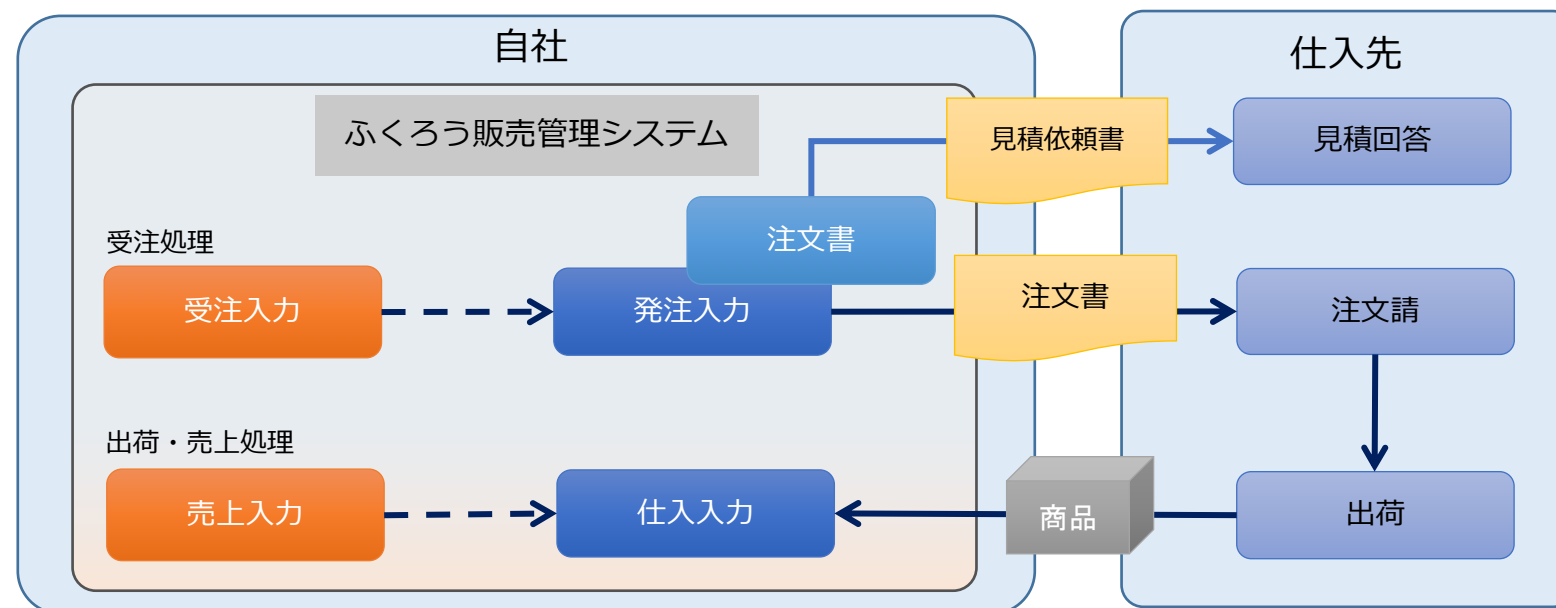 自社
仕入先
ふくろう販売管理システム
見積依頼書
見積回答
注文書
受注処理
受注入力
発注入力
注文書
注文請
出荷・売上処理
売上入力
仕入入力
商品
出荷